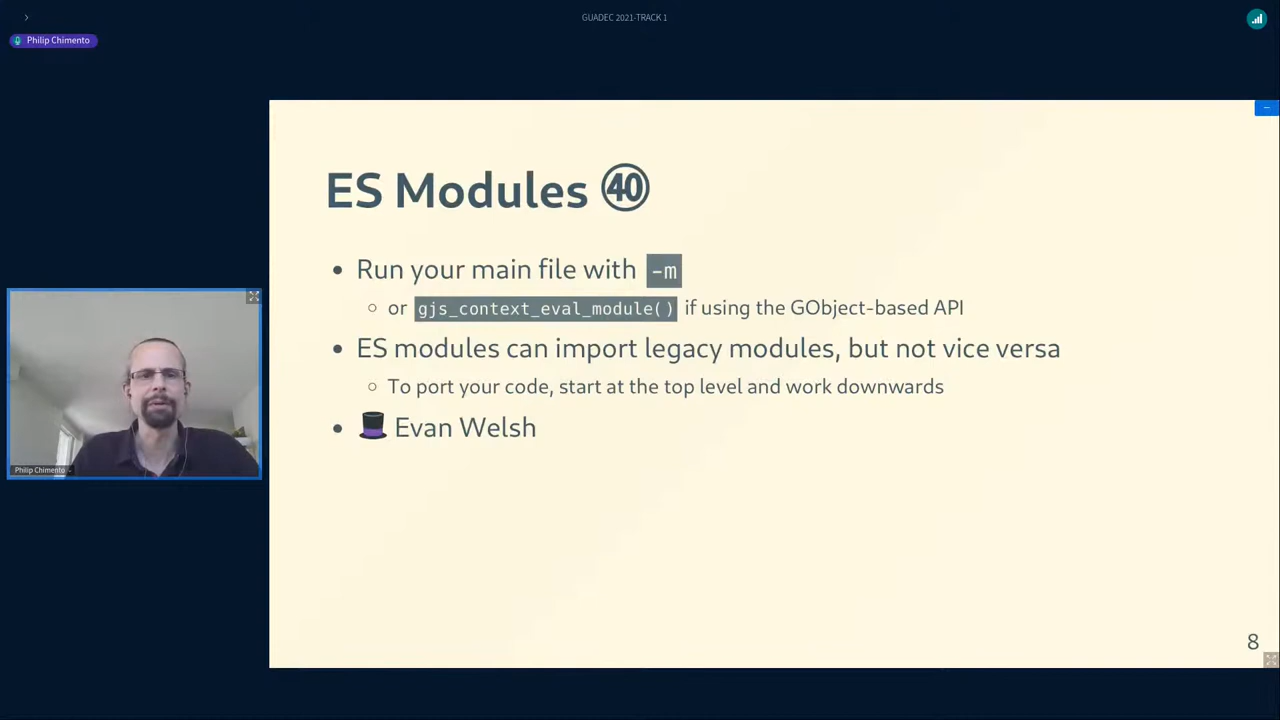 GUADEC 2021-TRACK 1
Philip Chimento
ES Modules ㊵
Run your main file with -m
or gjs_context_eval_module() if using the GObject-based API
ES modules can import legacy modules, but not vice versa
To port your code, start at the top level and work downwards
🎩 Evan Welsh
Philip Chimento
8